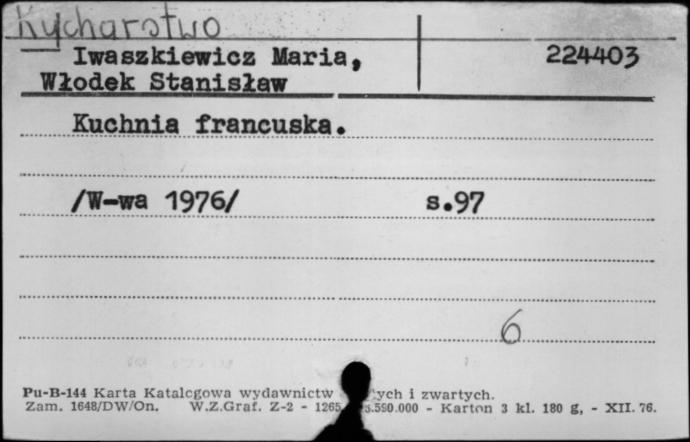 Kucharstwo
Iwaszkiewicz Maria, 224403
Włodek Stanisław
Kuchnia francuska.
/W-wa 1976/ s.97
6
Pu-B-144 Karta Katalogowa wydawnictw ych i zwartych.
Zam. 1648/DW/On. W.Z.Graf. Z-2 - 1265 5.590.000 - Karton 3 kl. 180 g, - XII. 76.